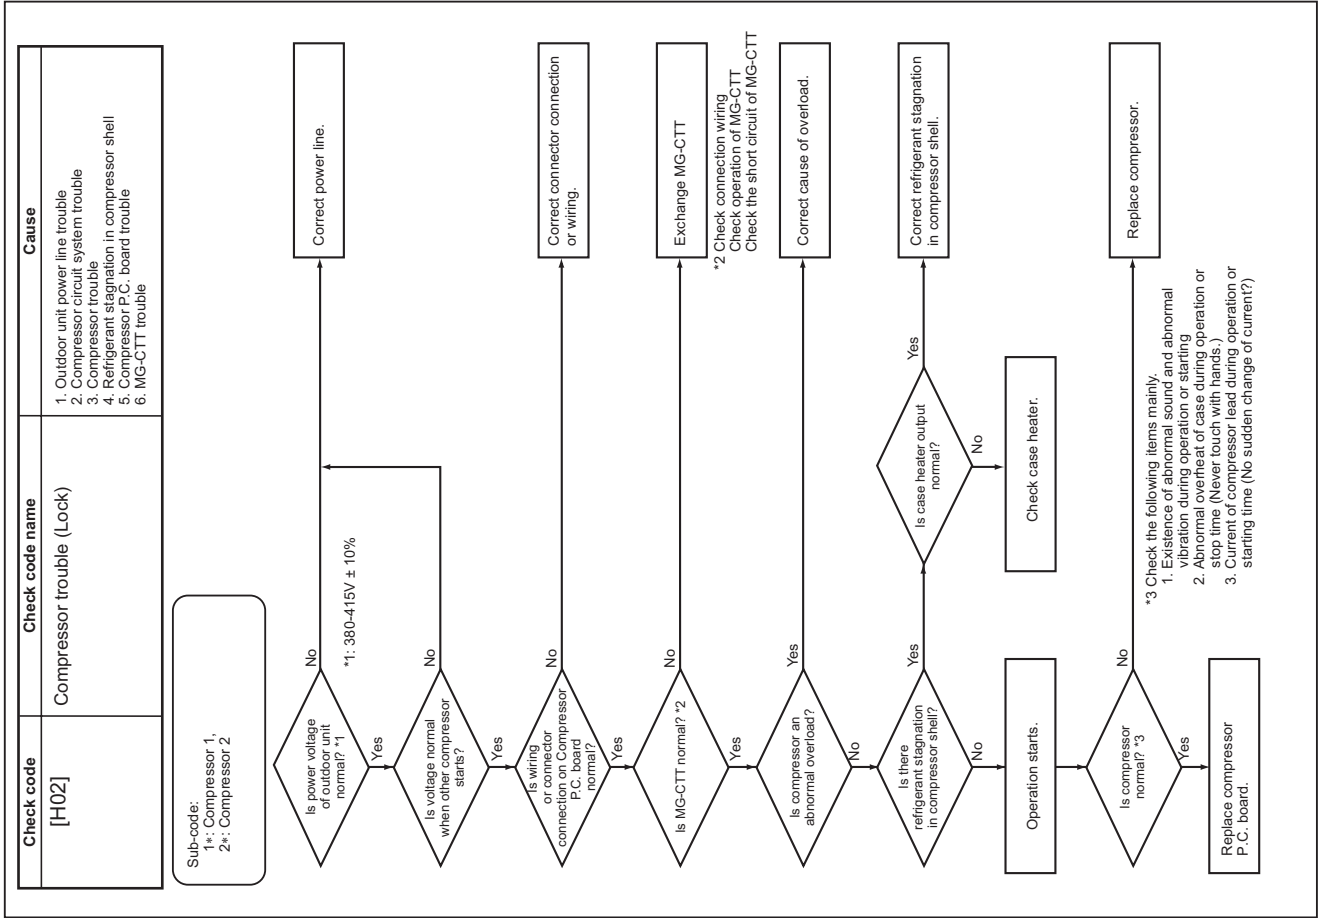 Check code
Check code name
Cause
[H02]
Compressor trouble (Lock)
1. Outdoor unit power line trouble
2. Compressor circuit system trouble
3. Compressor trouble
4. Refrigerant stagnation in compressor shell
5. Compressor P.C. board trouble
6. MG-CTT trouble
Sub-code:
1*: Compressor 1,
2*: Compressor 2
Is power voltage
of outdoor unit
normal? *1
No
*1: 380-415V ± 10%
Correct power line.
Yes
Is voltage normal
when other compressor
starts?
No
Yes
Is wiring
or connector
connection on Compressor
P.C. board
normal?
No
Correct connector connection
or wiring.
Yes
Is MG-CTT normal? *2
No
Exchange MG-CTT
*2 Check connection wiring
Check operation of MG-CTT
Check the short circuit of MG-CTT
Yes
Is compressor an
abnormal overload?
Yes
Correct cause of overload.
No
Is there
refrigerant stagnation
in compressor shell?
Yes
Is case heater output
normal?
Yes
Correct refrigerant stagnation
in compressor shell.
No
Check case heater.
No
Operation starts.
Is compressor
normal? *3
No
Replace compressor.
*3 Check the following items mainly.
1. Existence of abnormal sound and abnormal
vibration during operation or starting
2. Abnormal overheat of case during operation or
stop time (Never touch with hands.)
3. Current of compressor lead during operation or
starting time (No sudden change of current?)
Yes
Replace compressor
P.C. board.